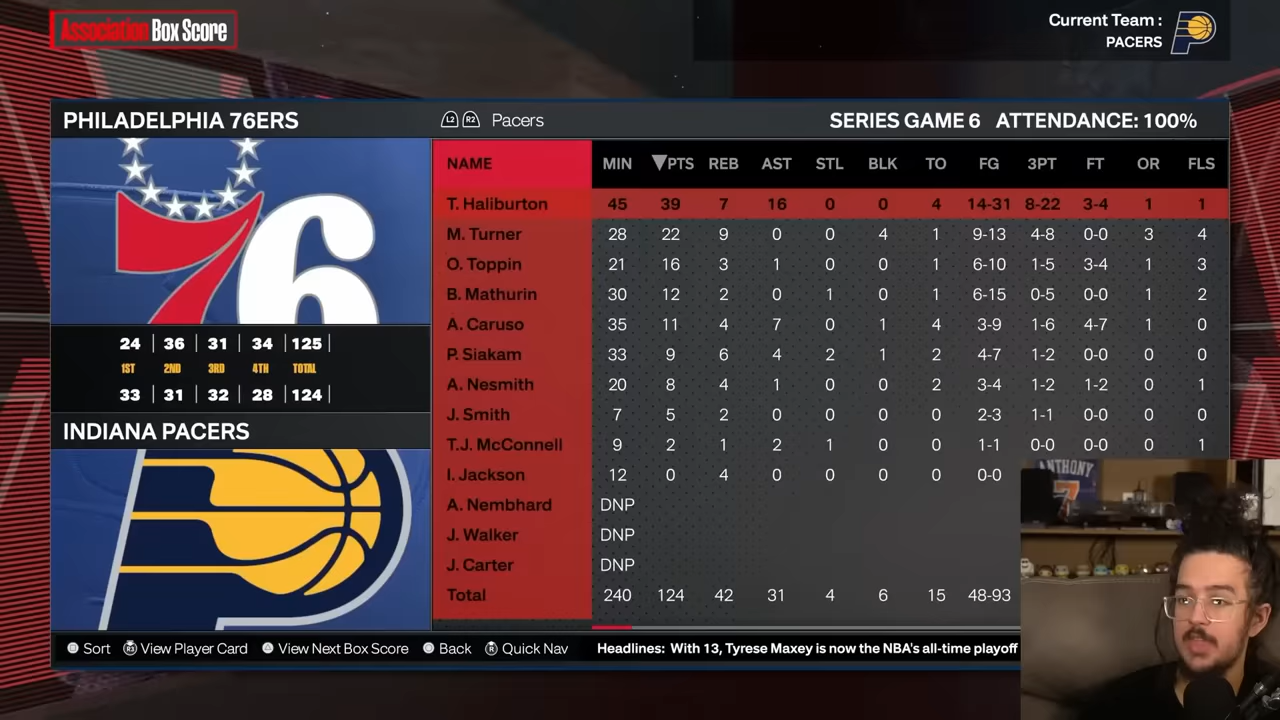 Association Box Score
Current Team :
PACERS
PHILADELPHIA 76ERS
L2 R2 Pacers
SERIES GAME 6 ATTENDANCE: 100%
76
24 36 31 34 125
1ST 2ND 3RD 4TH TOTAL
33 31 32 28 124
INDIANA PACERS
NAME MIN PTS REB AST STL BLK TO FG 3PT FT OR FLS
T. Haliburton 45 39 7 16 0 0 4 14-31 8-22 3-4 1 1
M. Turner 28 22 9 0 0 4 1 9-13 4-8 0-0 3 4
O. Toppin 21 16 3 1 0 0 1 6-10 1-5 3-4 1 3
B. Mathurin 30 12 2 0 1 0 1 6-15 0-5 0-0 1 2
A. Caruso 35 11 4 7 0 1 4 3-9 1-6 4-7 1 0
P. Siakam 33 9 6 4 2 1 2 4-7 1-2 0-0 0 0
A. Nesmith 20 8 4 1 0 0 2 3-4 1-2 1-2 0 1
J. Smith 7 5 2 0 0 0 0 2-3 1-1 0-0 0 0
T.J. McConnell 9 2 1 2 1 0 0 1-1 0-0 0-0 0 1
I. Jackson 12 0 4 0 0 0 0 0-0
A. Nembhard DNP
J. Walker DNP
J. Carter DNP
Total 240 124 42 31 4 6 15 48-93
ANTHONY
7
Sort R3 View Player Card View Next Box Score Back R Quick Nav
Headlines: With 13, Tyrese Maxey is now the NBA's all-time playoff